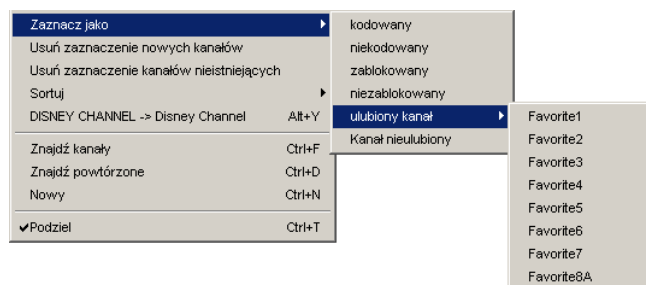 Zaznacz jako
Usuń zaznaczenie nowych kanałów
Usuń zaznaczenie kanałów nieistniejących
Sortuj
DISNEY CHANNEL -> Disney Channel Alt+Y
Znajdź kanały Ctrl+F
Znajdź powtórzone Ctrl+D
Nowy Ctrl+N
Podziel Ctrl+T
kodowany
niekodowany
zablokowany
niezablokowany
ulubiony kanał
Kanał nieulubiony
Favorite1
Favorite2
Favorite3
Favorite4
Favorite5
Favorite6
Favorite7
Favorite8A